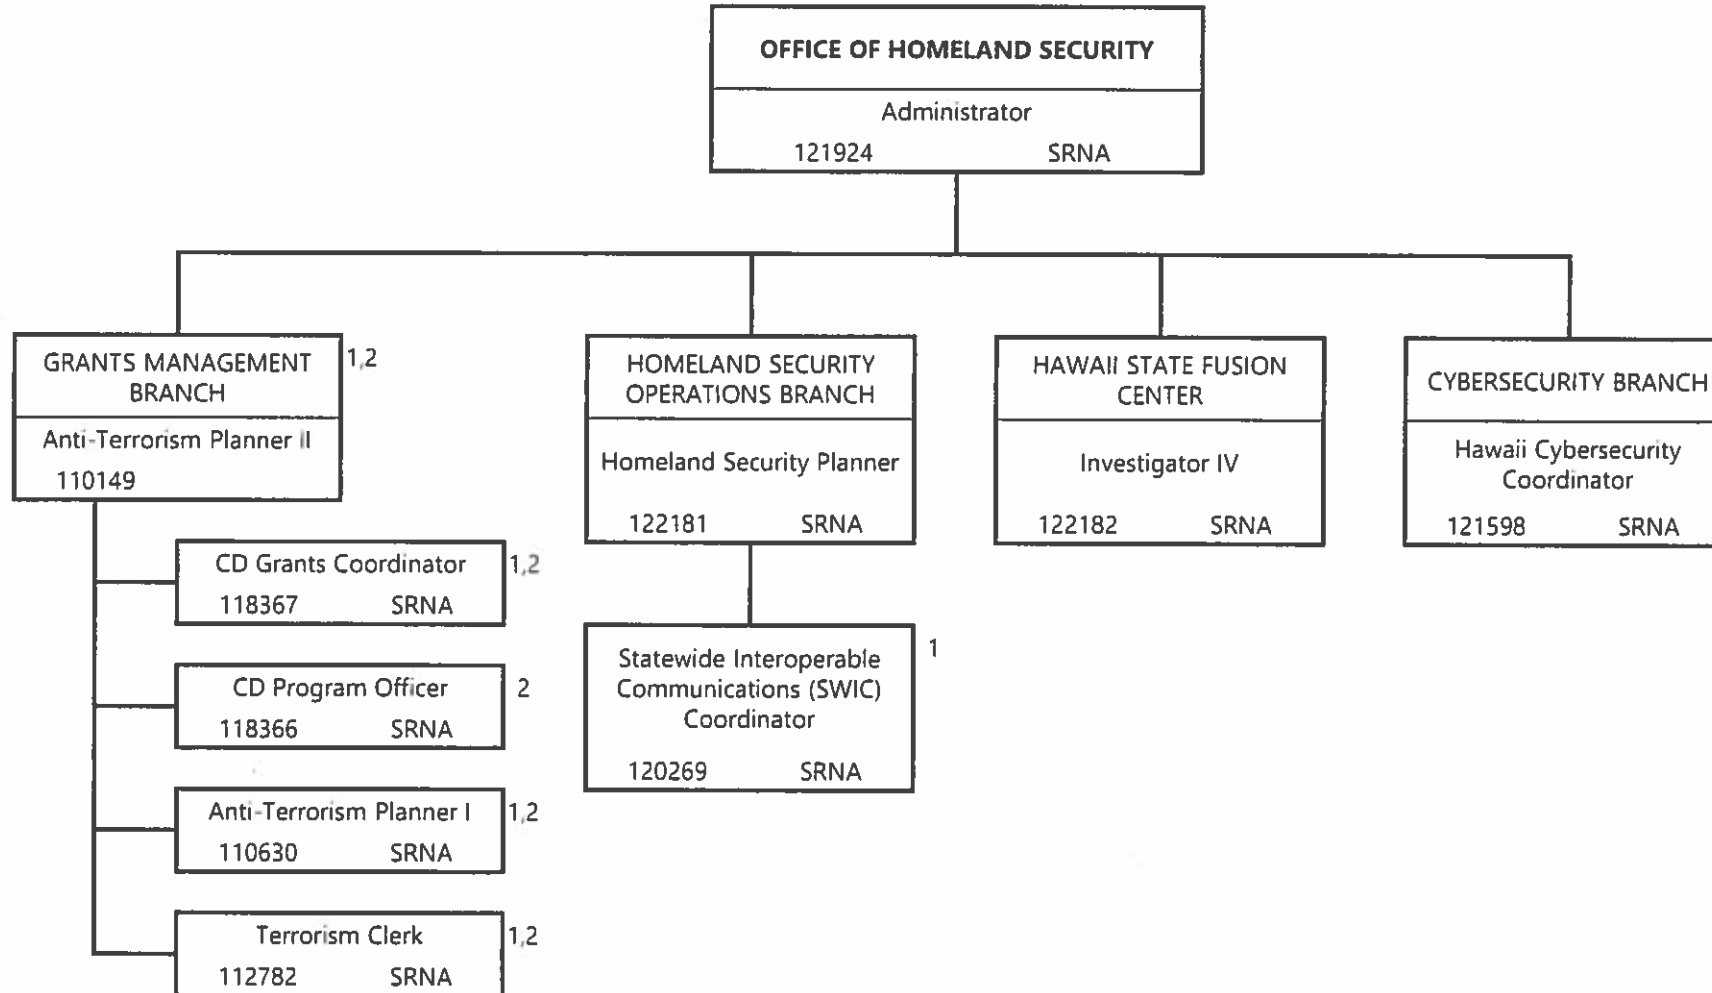 OFFICE OF HOMELAND SECURITY
Administrator
121924 SRNA
GRANTS MANAGEMENT
BRANCH
1,2
Anti-Terrorism Planner II
110149
CD Grants Coordinator
1,2
118367 SRNA
CD Program Officer
2
118366 SRNA
Anti-Terrorism Planner I
1,2
110630 SRNA
Terrorism Clerk
1,2
112782 SRNA
HOMELAND SECURITY
OPERATIONS BRANCH
Homeland Security Planner
122181 SRNA
Statewide Interoperable
Communications (SWIC)
Coordinator
1
120269 SRNA
HAWAII STATE FUSION
CENTER
Investigator IV
122182 SRNA
CYBERSECURITY BRANCH
Hawaii Cybersecurity
Coordinator
121598 SRNA